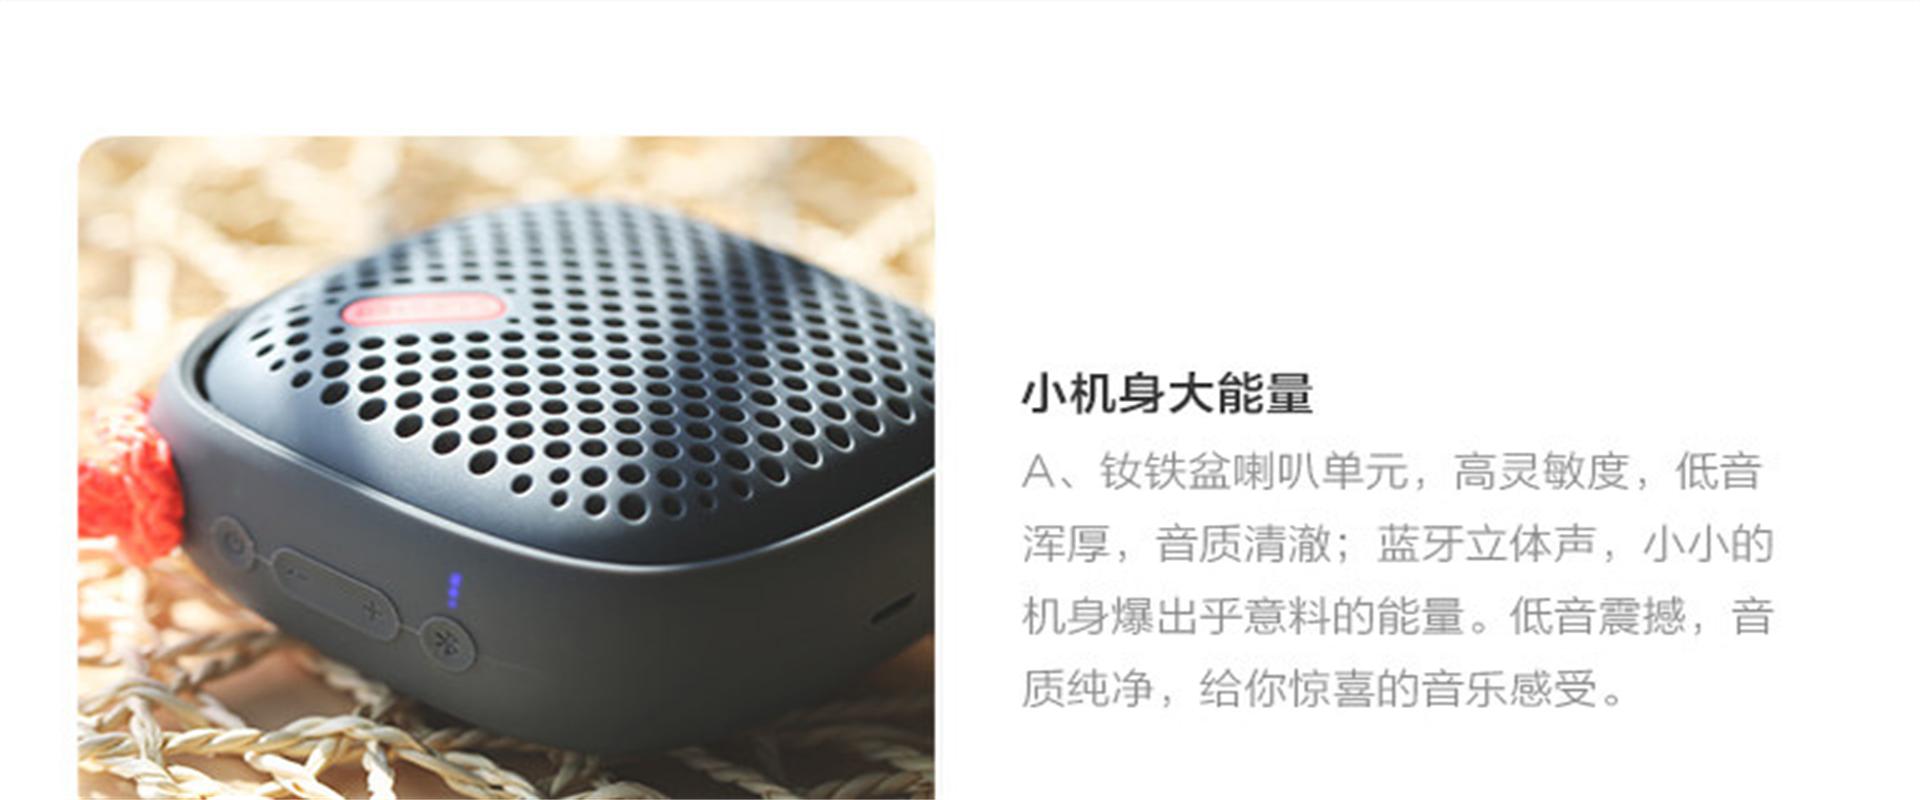 小机身大能量
A、钕铁盆喇叭单元，高灵敏度，低音
浑厚，音质清澈；蓝牙立体声，小小的
机身爆出乎意料的能量。低音震撼，音
质纯净，给你惊喜的音乐感受。